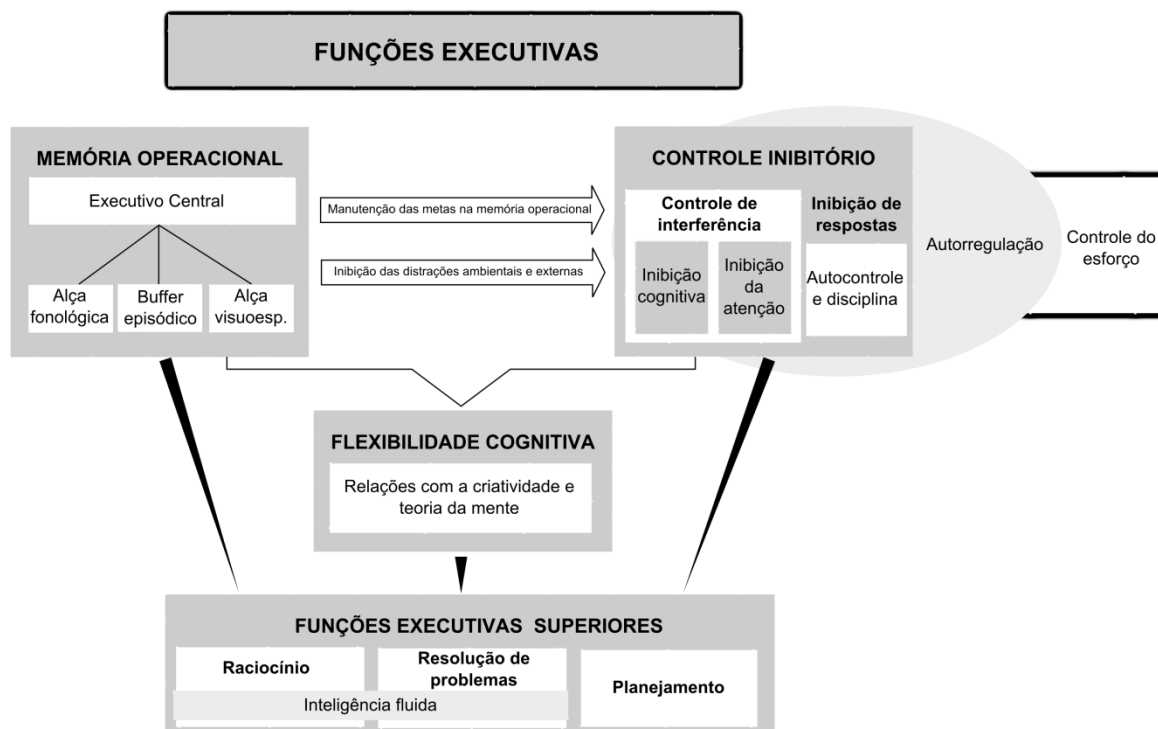 FUNÇÕES EXECUTIVAS
MEMÓRIA OPERACIONAL
Executivo Central
Alça
fonológica
Buffer
episódico
Alça
visuoesp.
Manutenção das metas na memória operacional
Inibição das distrações ambientais e externas
CONTROLE INIBITÓRIO
Controle de
interferência
Inibição
cognitiva
Inibição
da
atenção
Inibição de
respostas
Autocontrole
e disciplina
Autorregulação
Controle do
esforço
FLEXIBILIDADE COGNITIVA
Relações com a criatividade e
teoria da mente
FUNÇÕES EXECUTIVAS SUPERIORES
Raciocínio
Resolução de
problemas
Inteligência fluida
Planejamento